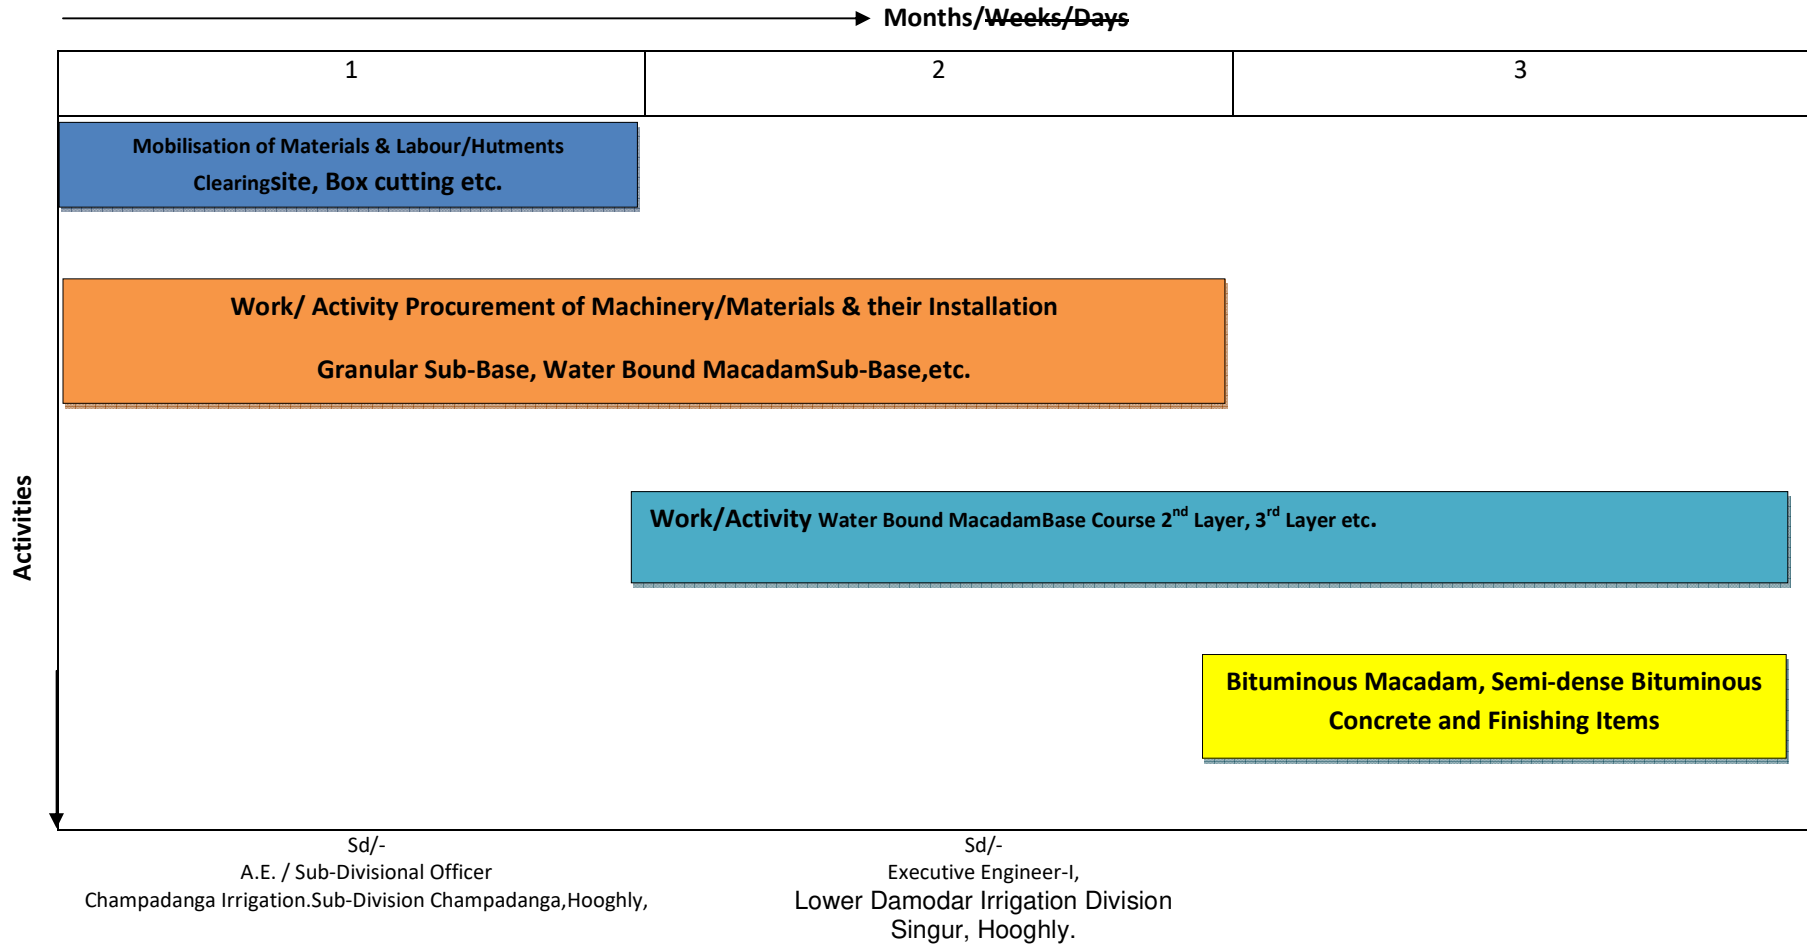 Months/Weeks/Days
1 2 3
Mobilisation of Materials & Labour/Hutments
Clearingsite, Box cutting etc.
Work/ Activity Procurement of Machinery/Materials & their Installation
Granular Sub-Base, Water Bound MacadamSub-Base,etc.
Activities
Work/Activity Water Bound MacadamBase Course 2nd Layer, 3rd Layer etc.
Bituminous Macadam, Semi-dense Bituminous
Concrete and Finishing Items
Sd/-
A.E. / Sub-Divisional Officer
Champadanga Irrigation.Sub-Division Champadanga,Hooghly,
Sd/-
Executive Engineer-I,
Lower Damodar Irrigation Division
Singur, Hooghly.